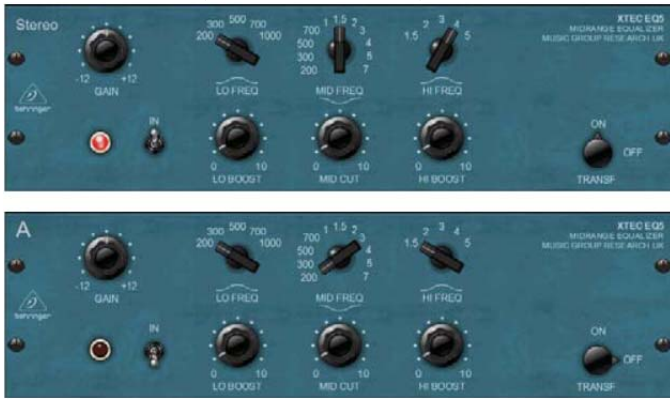 Stereo
XTEC EQ5
MIDRANGE EQUALIZER
MUSIC GROUP RESEARCH UK
200 300 500 700 1000
200 300 500 700 1 1.5 2 3 4 5 7
1.5 2 3 4 5
-12 +12
GAIN
LO FREQ
MID FREQ
HI FREQ
behringer
IN
0 10
LO BOOST
0 10
MID CUT
0 10
HI BOOST
ON
OFF
TRANSF
A
XTEC EQ5
MIDRANGE EQUALIZER
MUSIC GROUP RESEARCH UK
200 300 500 700 1000
200 300 500 700 1 1.5 2 3 4 5 7
1.5 2 3 4 5
-12 +12
GAIN
LO FREQ
MID FREQ
HI FREQ
behringer
IN
0 10
LO BOOST
0 10
MID CUT
0 10
HI BOOST
ON
OFF
TRANSF